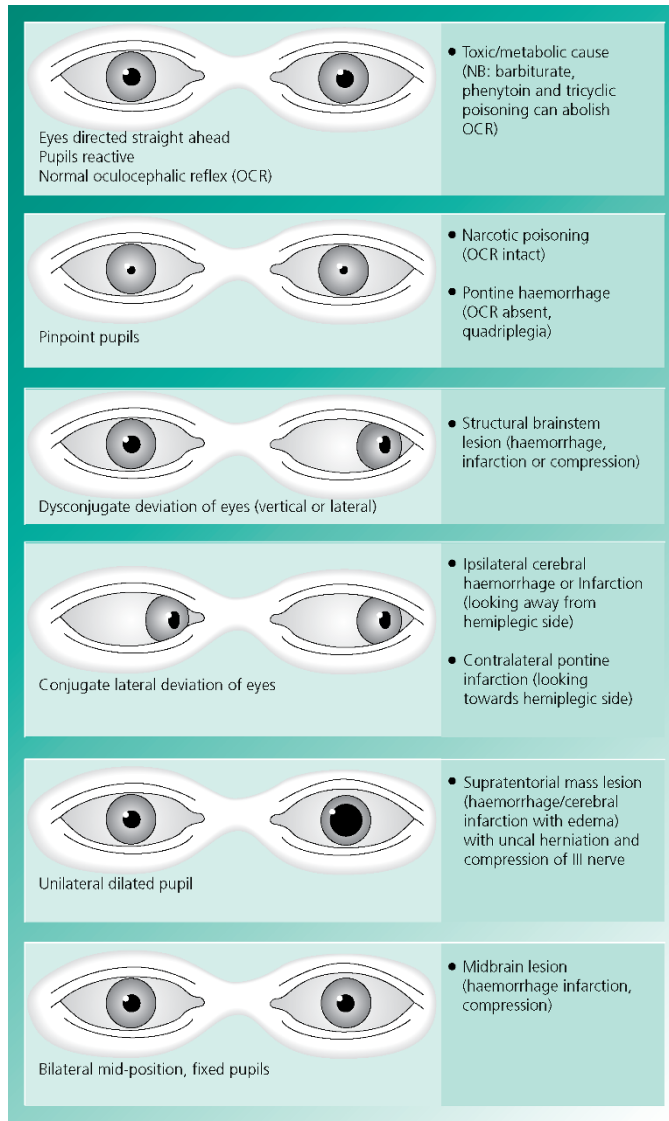 Eyes directed straight ahead
Pupils reactive
Normal oculocephalic reflex (OCR)
• Toxic/metabolic cause
(NB: barbiturate,
phenytoin and tricyclic
poisoning can abolish
OCR)
Pinpoint pupils
• Narcotic poisoning
(OCR intact)
• Pontine haemorrhage
(OCR absent,
quadriplegia)
Dysconjugate deviation of eyes (vertical or lateral)
• Structural brainstem
lesion (haemorrhage,
infarction or compression)
Conjugate lateral deviation of eyes
• Ipsilateral cerebral
haemorrhage or Infarction
(looking away from
hemiplegic side)
• Contralateral pontine
infarction (looking
towards hemiplegic side)
Unilateral dilated pupil
• Supratentorial mass lesion
(haemorrhage/cerebral
infarction with edema)
with uncal herniation and
compression of III nerve
Bilateral mid-position, fixed pupils
• Midbrain lesion
(haemorrhage infarction,
compression)